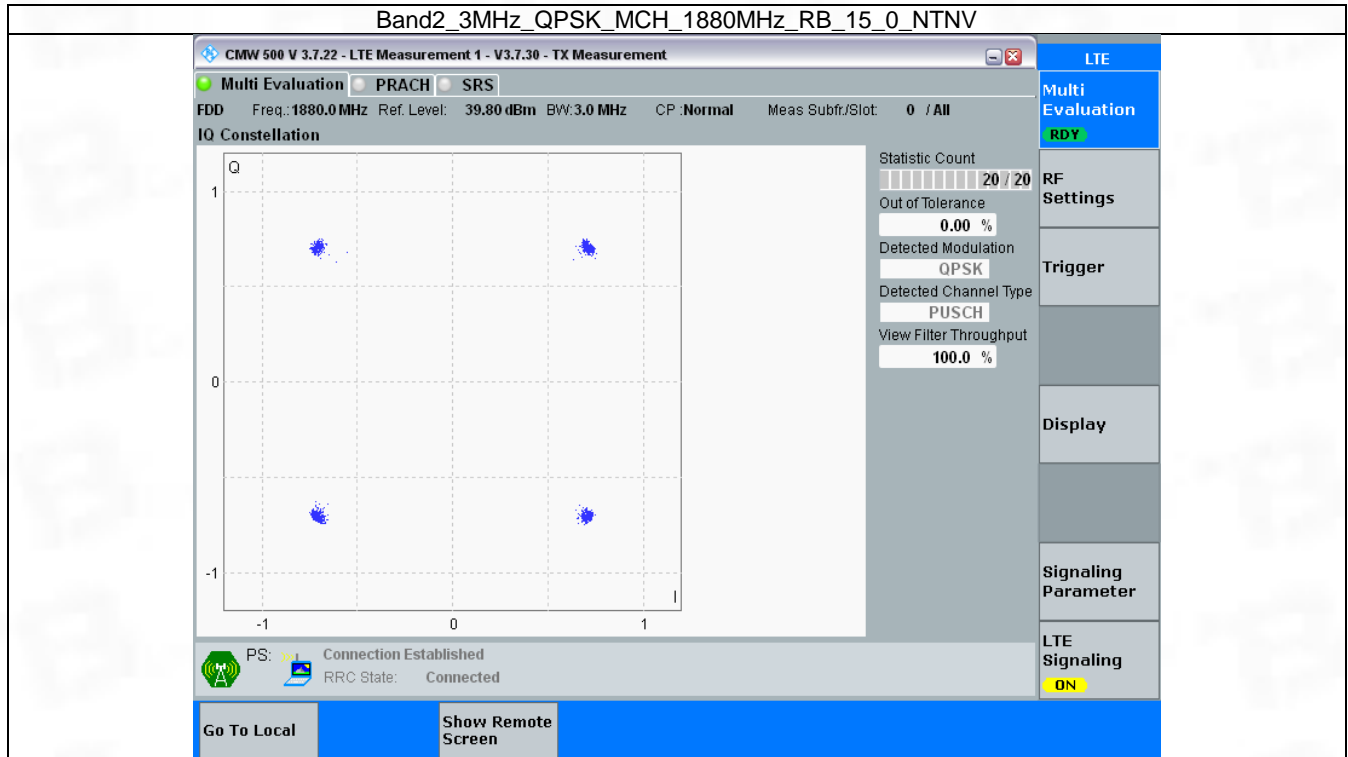 Band2_3MHz_QPSK_MCH_1880MHz_RB_15_0_NTNV
CMW 500 V 3.7.22 - LTE Measurement 1 - V3.7.30 - TX Measurement
LTE
Multi Evaluation PRACH SRS
Multi
Evaluation
RDY
FDD Freq.:1880.0 MHz Ref. Level: 39.80 dBm BW:3.0 MHz CP :Normal Meas Subfr./Slot: 0 / All
IQ Constellation
Q
1
0
-1
I
-1 0 1
Statistic Count
20 / 20
Out of Tolerance
0.00 %
Detected Modulation
QPSK
Detected Channel Type
PUSCH
View Filter Throughput
100.0 %
RF
Settings
Trigger
Display
Signaling
Parameter
LTE
Signaling
ON
PS: Connection Established
RRC State: Connected
Go To Local
Show Remote
Screen